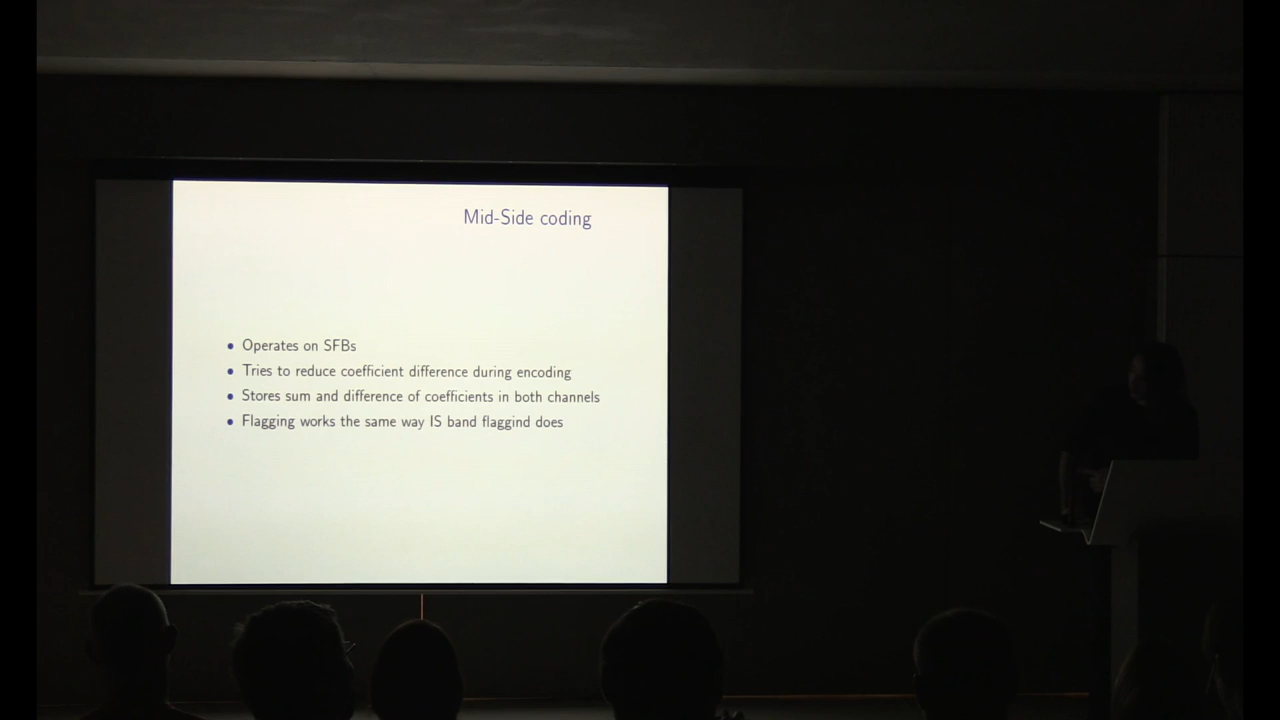 Mid-Side coding
• Operates on SFBs
• Tries to reduce coefficient difference during encoding
• Stores sum and difference of coefficients in both channels
• Flagging works the same way IS band flaggind does